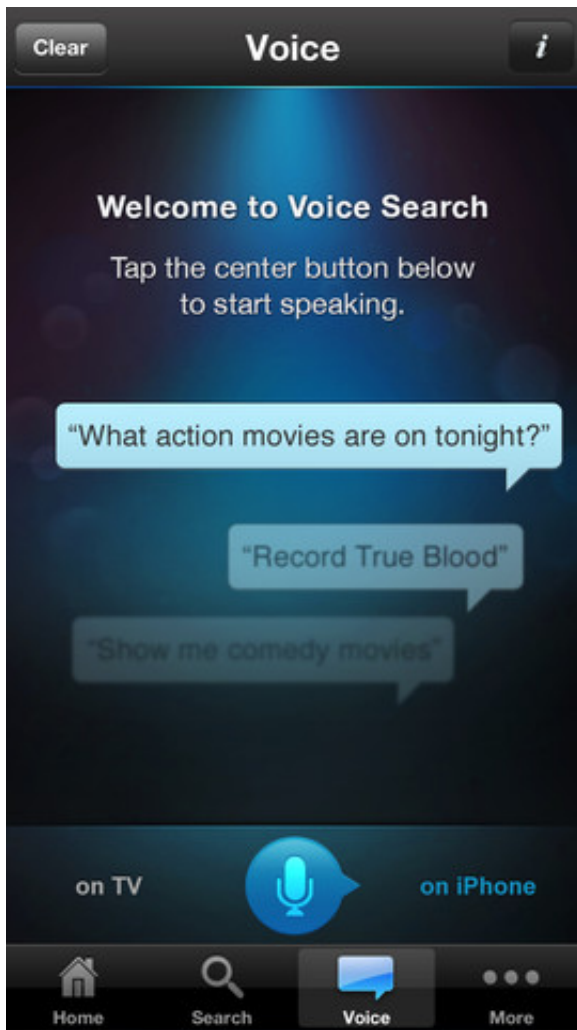 Clear
Voice
i
Welcome to Voice Search
Tap the center button below
to start speaking.
“What action movies are on tonight?”
“Record True Blood”
“Show me comedy movies”
on TV
on iPhone
Home
Search
Voice
More